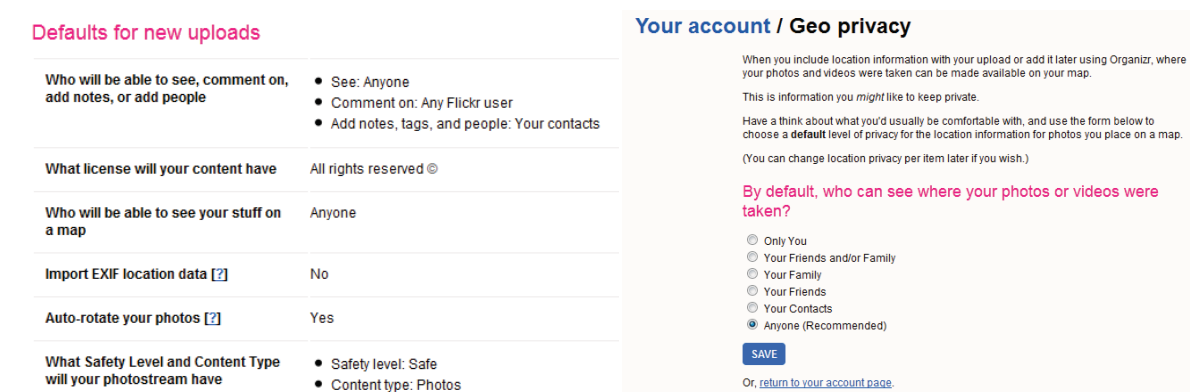 Defaults for new uploads
Who will be able to see, comment on,
add notes, or add people
● See: Anyone
● Comment on: Any Flickr user
● Add notes, tags, and people: Your contacts
What license will your content have
All rights reserved ©
Who will be able to see your stuff on
a map
Anyone
Import EXIF location data [?]
No
Auto-rotate your photos [?]
Yes
What Safety Level and Content Type
will your photostream have
● Safety level: Safe
● Content type: Photos
Your account / Geo privacy
When you include location information with your upload or add it later using Organizr, where
your photos and videos were taken can be made available on your map.
This is information you might like to keep private.
Have a think about what you'd usually be comfortable with, and use the form below to
choose a default level of privacy for the location information for photos you place on a map.
(You can change location privacy per item later if you wish.)
By default, who can see where your photos or videos were
taken?
Only You
Your Friends and/or Family
Your Family
Your Friends
Your Contacts
Anyone (Recommended)
SAVE
Or, return to your account page.